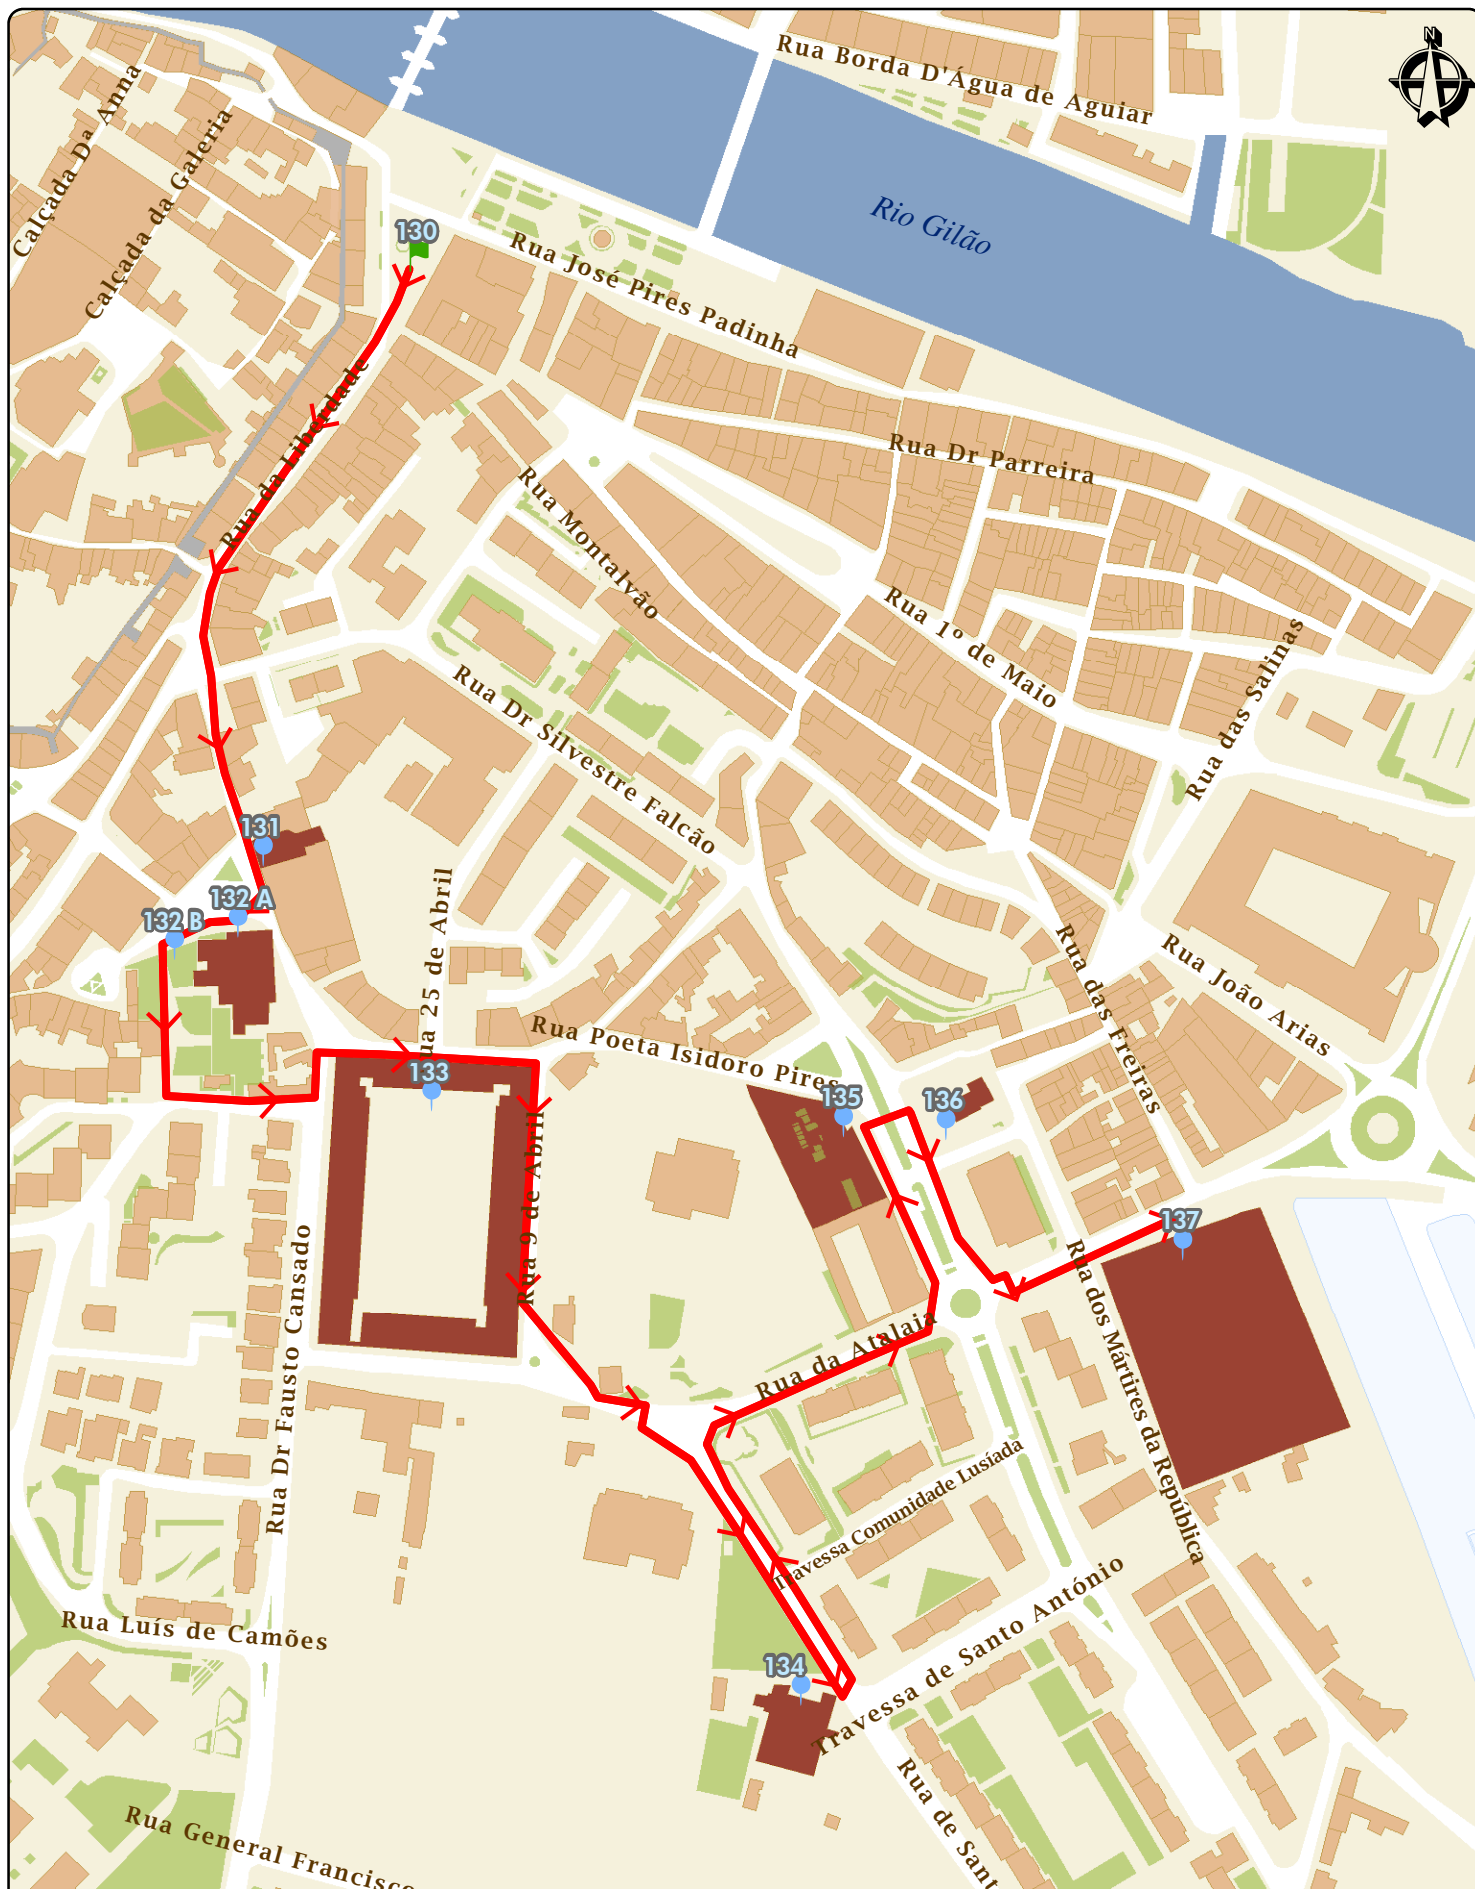 N
Rua Borda D'Água de Aguiar
Calçada Dª Anna
Calçada da Galeria
Rio Gilão
130
Rua José Pires Padinha
Rua da Liberdade
Rua Dr Parreira
Rua Montalvão
Rua 1º de Maio
Rua das Salinas
Rua Dr Silvestre Falcão
131
132 A
132 B
Rua 25 de Abril
Rua das Freiras
Rua João Arias
Rua Poeta Isidoro Pires
133
135
136
Rua 9 de Abril
137
Rua Dr Fausto Cansado
Rua dos Mártires da República
Rua da Atalaia
Travessa Comunidade Lusíada
Travessa de Santo António
Rua Luís de Camões
134
Rua de Sant
Rua General Francisco